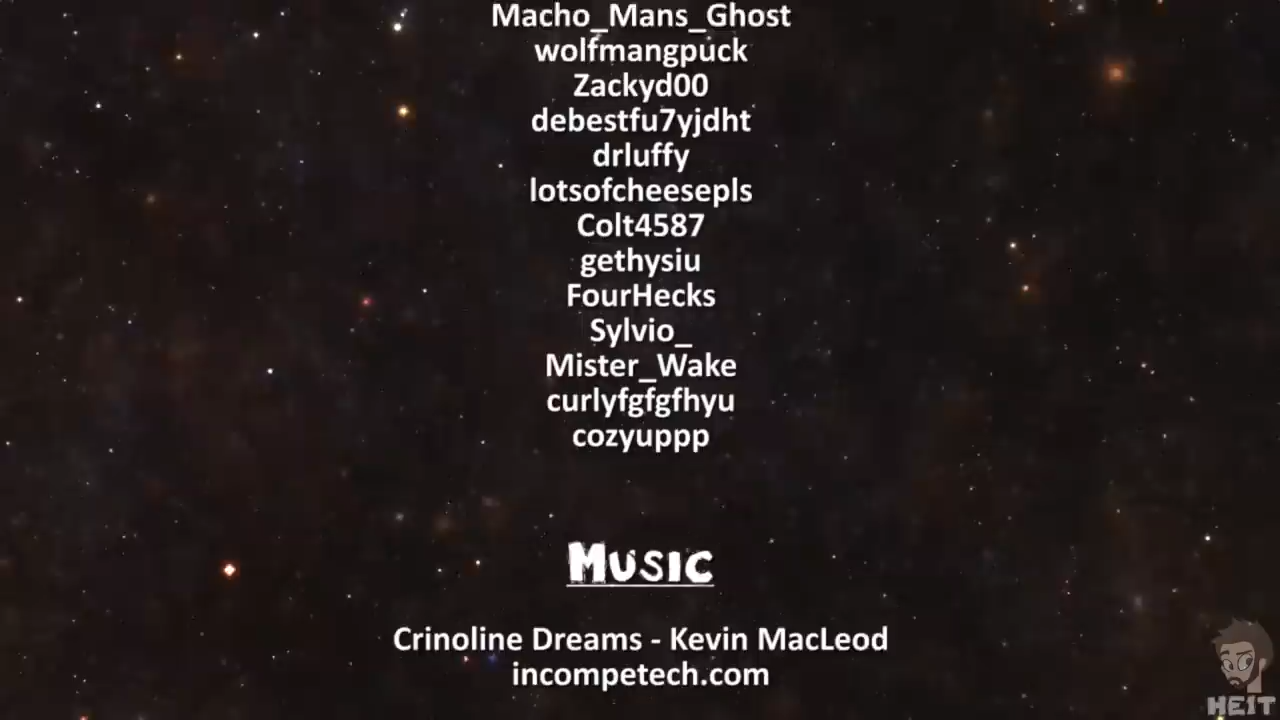 Macho_Mans_Ghost
wolfmangpuck
Zackyd00
debestfu7yjdht
drluffy
lotsofcheesepls
Colt4587
gethysiu
FourHecks
Sylvio_
Mister_Wake
curlyfgfgfhyu
cozyuppp
Music
Crinoline Dreams - Kevin MacLeod
incompetech.com
HEIT